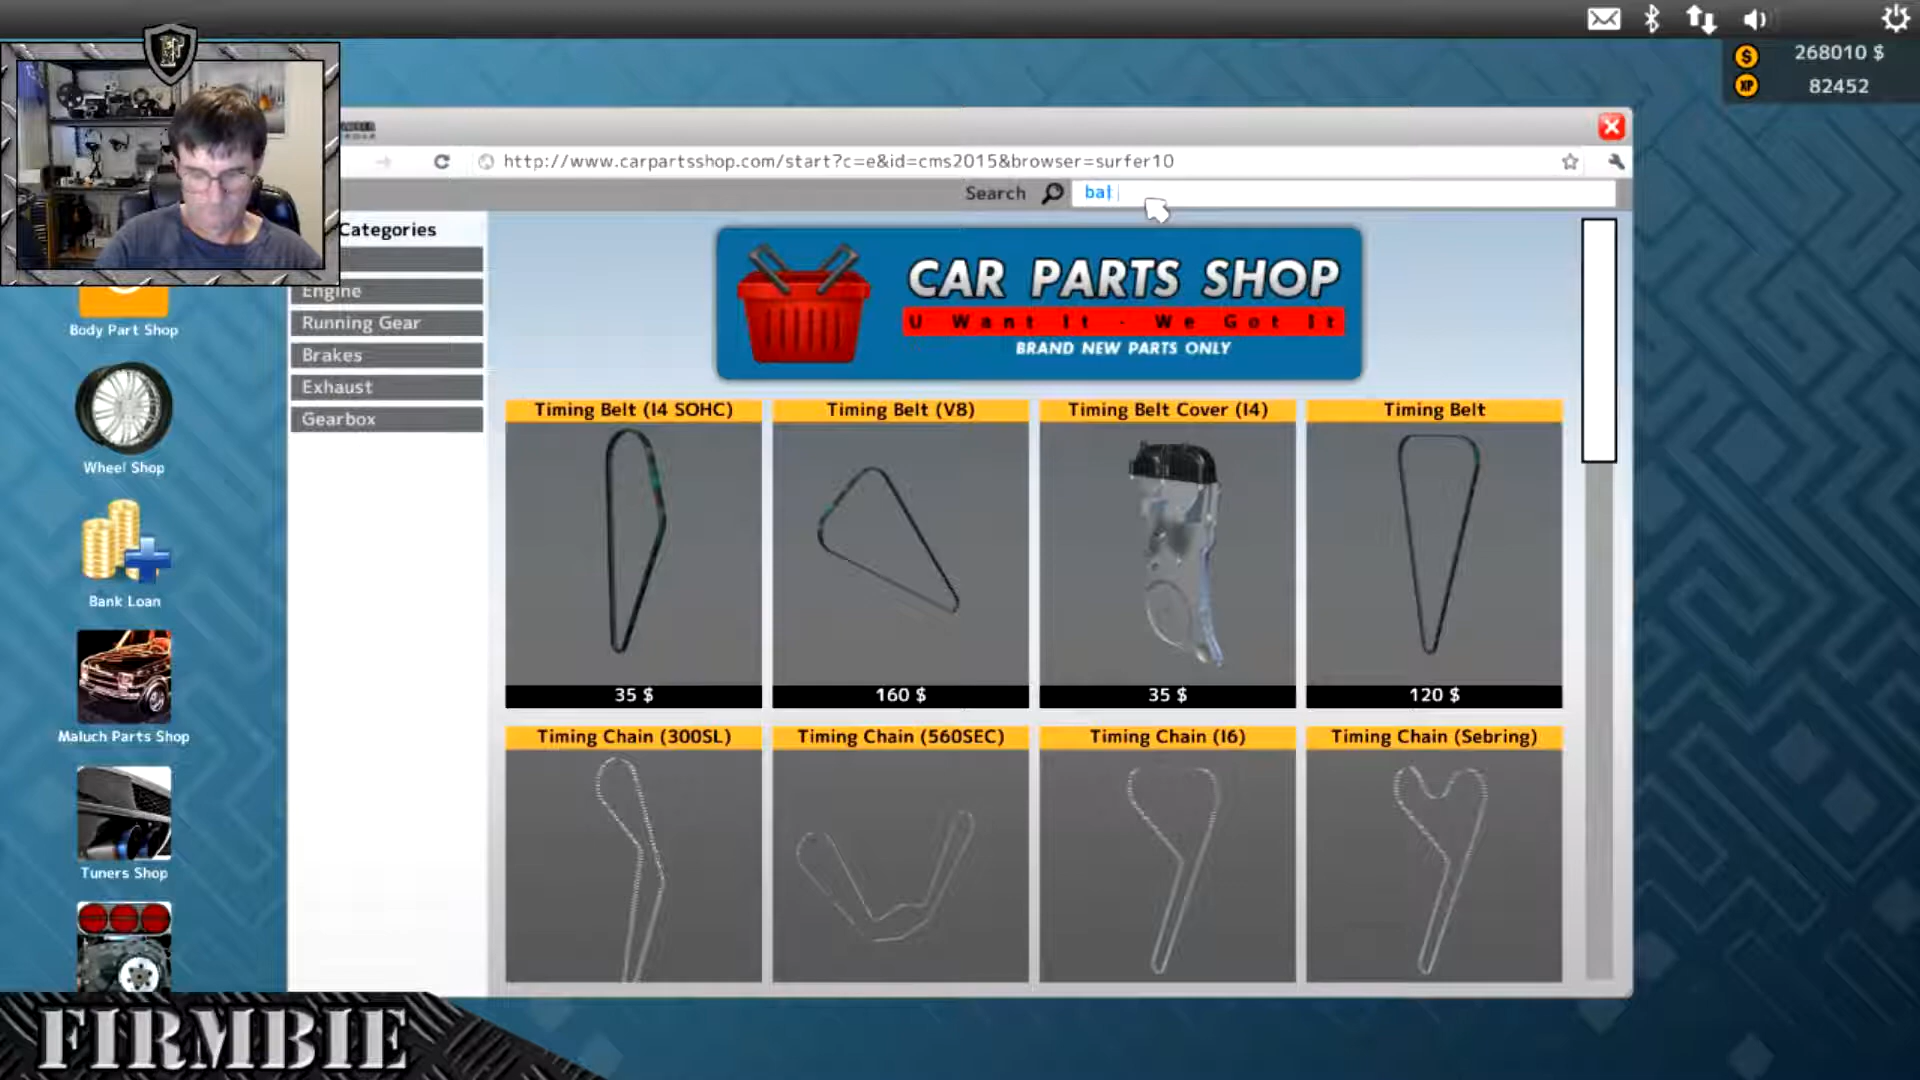 268010 $
XP
82452
http://www.carpartsshop.com/start?c=e&id=cms2015&browser=surfer10
Search
bat
Categories
Engine
Running Gear
Brakes
Exhaust
Gearbox
CAR PARTS SHOP
U Want It - We Got It
BRAND NEW PARTS ONLY
Body Part Shop
Wheel Shop
Bank Loan
Maluch Parts Shop
Tuners Shop
Timing Belt (I4 SOHC)
Timing Belt (V8)
Timing Belt Cover (I4)
Timing Belt
35 $
160 $
35 $
120 $
Timing Chain (300SL)
Timing Chain (560SEC)
Timing Chain (I6)
Timing Chain (Sebring)
FIRMBIE